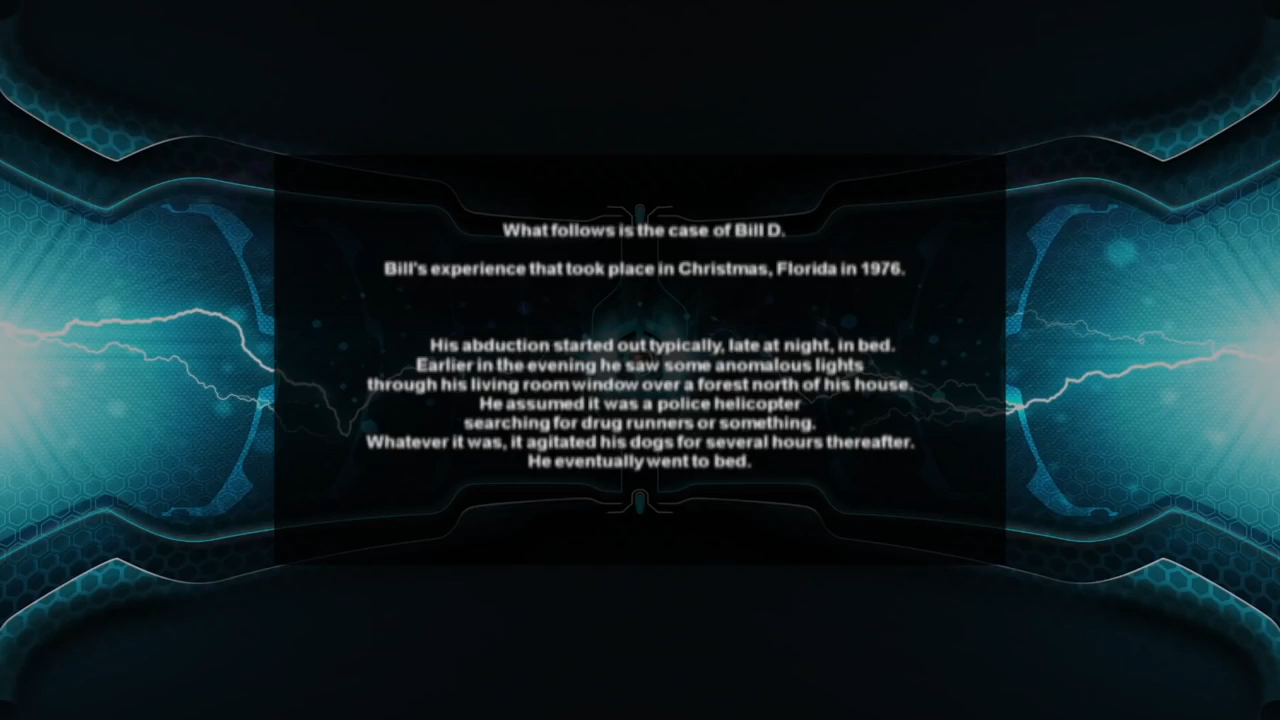 What follows is the case of Bill D.
Bill's experience that took place in Christmas, Florida in 1976.
His abduction started out typically, late at night, in bed.
Earlier in the evening he saw some anomalous lights
through his living room window over a forest north of his house.
He assumed it was a police helicopter
searching for drug runners or something.
Whatever it was, it agitated his dogs for several hours thereafter.
He eventually went to bed.